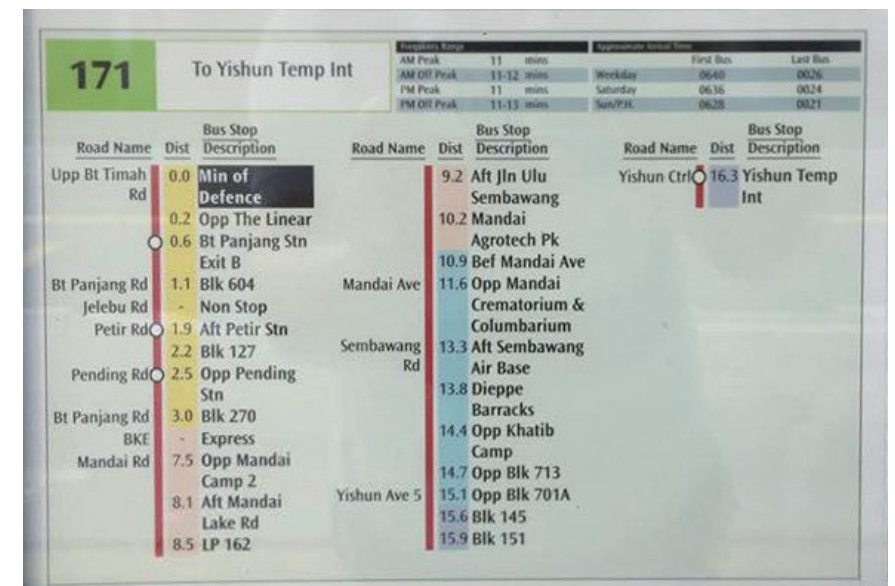 171
To Yishun Temp Int
Frequency Range
AM Peak 11 mins
AM Off Peak 11-12 mins
PM Peak 11 mins
PM Off Peak 11-13 mins
Approximate Arrival Time
First Bus Last Bus
Weekday 0640 0026
Saturday 0636 0024
Sun/P.H. 0628 0021
Road Name Dist Bus Stop
Description
Upp Bt Timah 0.0 Min of
Rd Defence
0.2 Opp The Linear
0.6 Bt Panjang Stn
Exit B
Bt Panjang Rd 1.1 Blk 604
Jelebu Rd - Non Stop
Petir Rd 1.9 Aft Petir Stn
2.2 Blk 127
Pending Rd 2.5 Opp Pending
Stn
Bt Panjang Rd 3.0 Blk 270
BKE - Express
Mandai Rd 7.5 Opp Mandai
Camp 2
8.1 Aft Mandai
Lake Rd
8.5 LP 162
Road Name Dist Bus Stop
Description
9.2 Aft Jln Ulu
Sembawang
10.2 Mandai
Agrotech Pk
10.9 Bef Mandai Ave
Mandai Ave 11.6 Opp Mandai
Crematorium &
Columbarium
Sembawang 13.3 Aft Sembawang
Rd Air Base
13.8 Dieppe
Barracks
14.4 Opp Khatib
Camp
14.7 Opp Blk 713
Yishun Ave 5 15.1 Opp Blk 701A
15.6 Blk 145
15.9 Blk 151
Road Name Dist Bus Stop
Description
Yishun Ctrl 16.3 Yishun Temp
Int